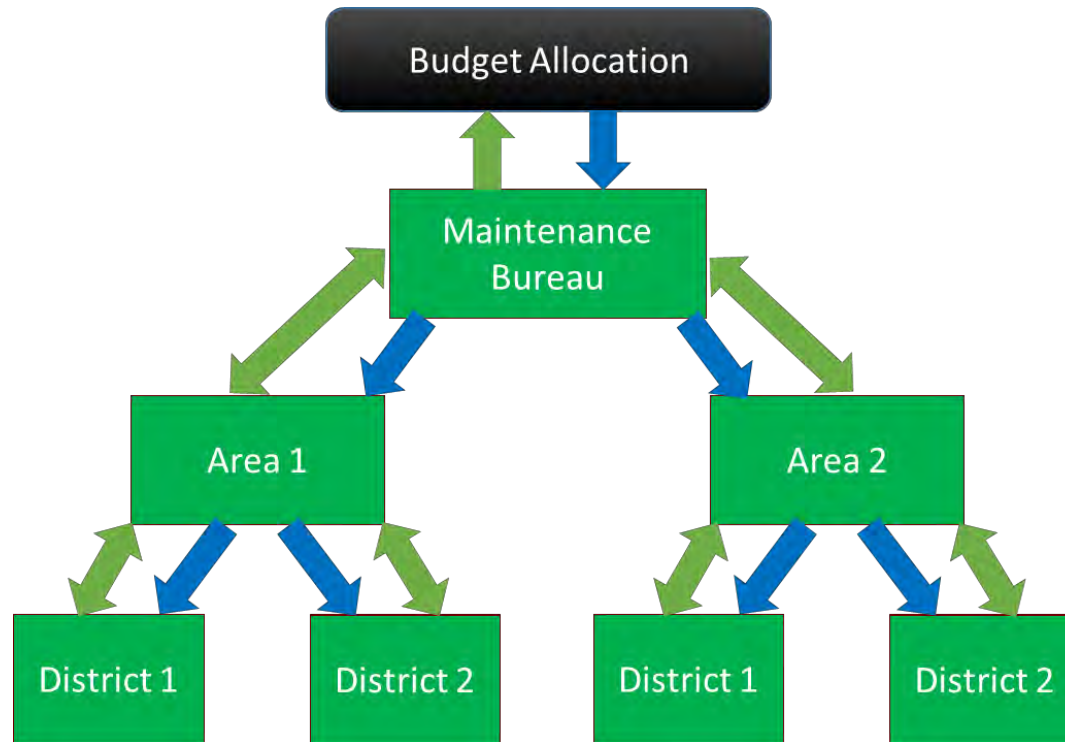 Budget Allocation
Maintenance
Bureau
Area 1
Area 2
District 1
District 2
District 1
District 2